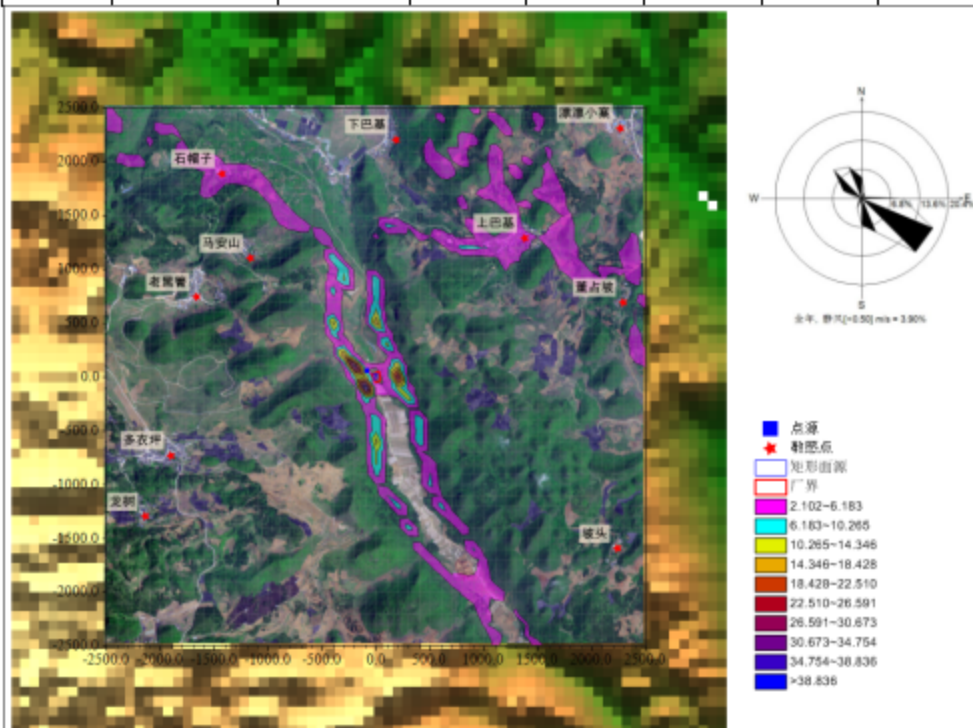 N
W
6.8% 13.6%
S
全年，静风[<0.50] m/s = 3.90%
2500.0
2000.0
1500.0
1000.0
500.0
0.0
-500.0
-1000.0
-1500.0
-2000.0
-2500.0
-2500.0 -2000.0 -1500.0 -1000.0 -500.0 0.0 500.0 1000.0 1500.0 2000.0 2500.0
下巴基
石帽子
上巴基
马安山
老黑箐
董占坡
多衣坪
龙树
坡头
点源
敏感点
矩形面源
厂界
2.102~6.183
6.183~10.265
10.265~14.346
14.346~18.428
18.428~22.510
22.510~26.591
26.591~30.673
30.673~34.754
34.754~38.836
>38.836